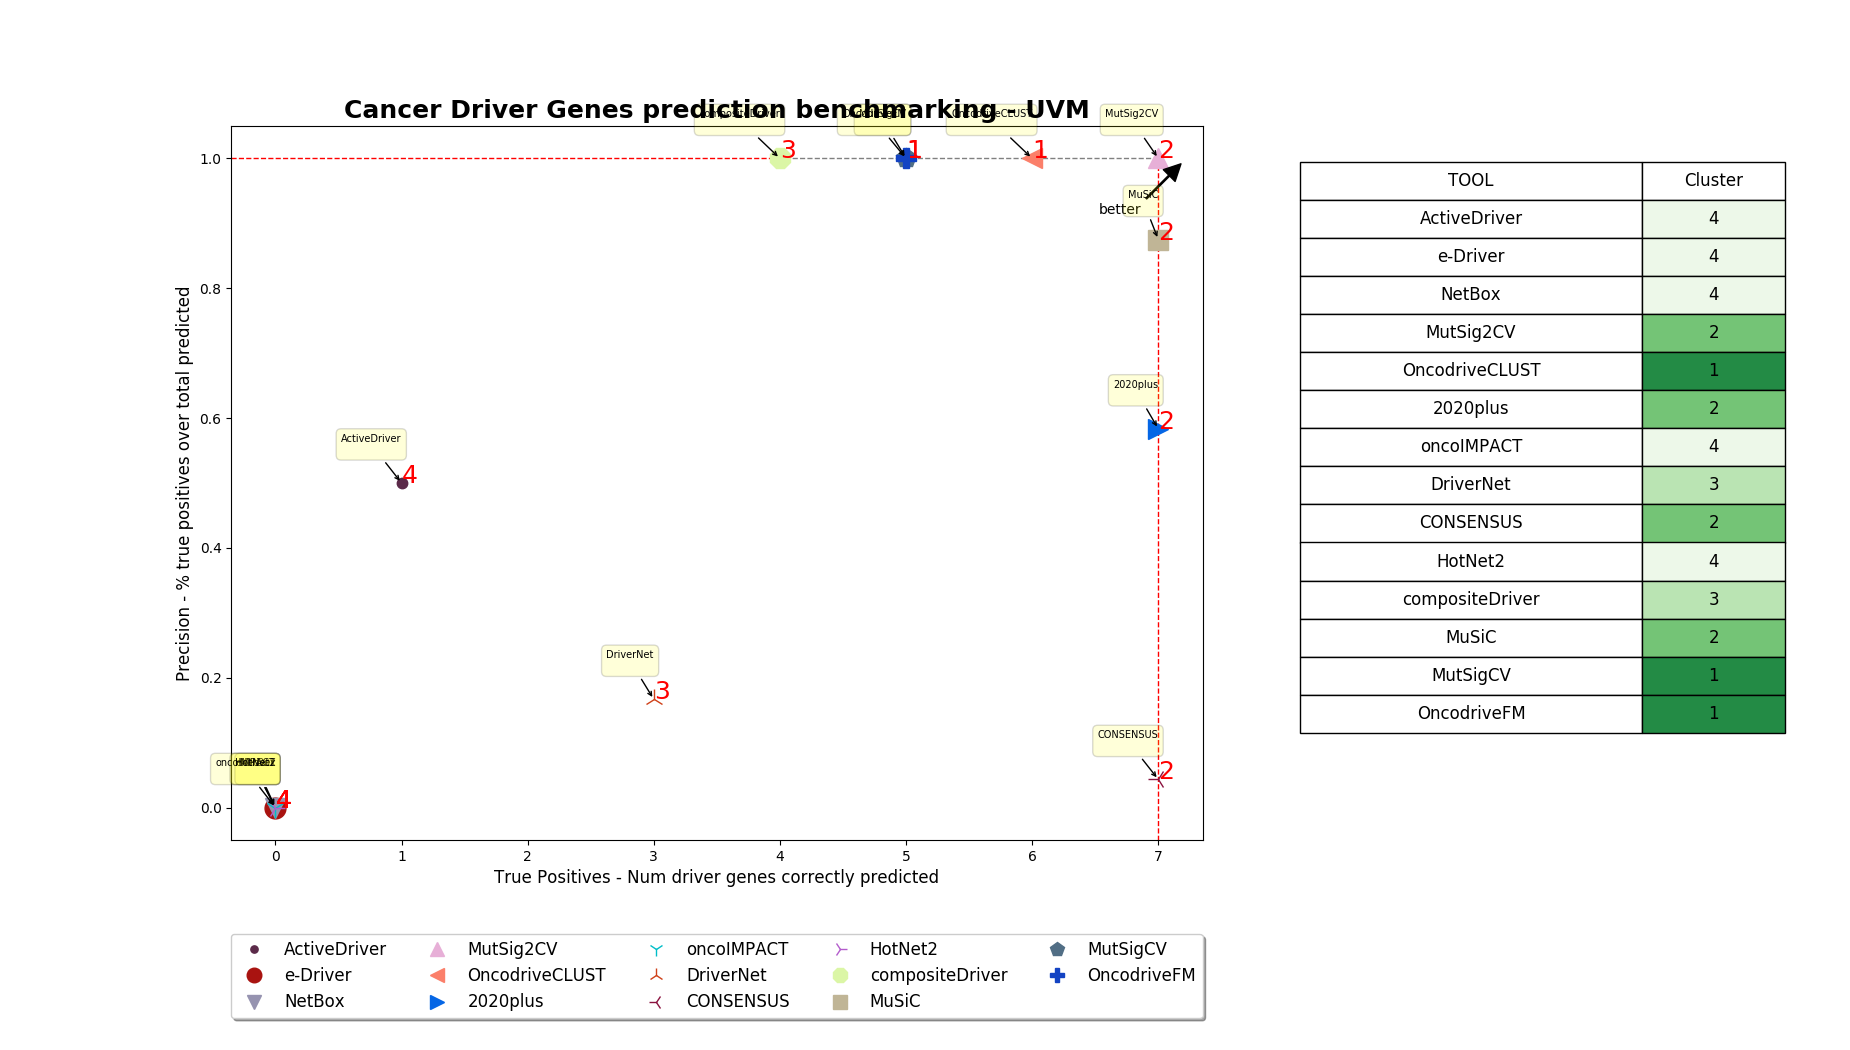 Cancer Driver Genes prediction benchmarking - UVM
compositeDriver
OncodriveCLUST
MutSig2CV
3
1
1
2
MuSiC
better
2
2020plus
2
ActiveDriver
4
DriverNet
3
CONSENSUS
2
4
1.0
0.8
0.6
0.4
0.2
0.0
Precision - % true positives over total predicted
0 1 2 3 4 5 6 7
True Positives - Num driver genes correctly predicted
ActiveDriver
e-Driver
NetBox
MutSig2CV
OncodriveCLUST
2020plus
oncoIMPACT
DriverNet
CONSENSUS
HotNet2
compositeDriver
MuSiC
MutSigCV
OncodriveFM
TOOL Cluster
ActiveDriver 4
e-Driver 4
NetBox 4
MutSig2CV 2
OncodriveCLUST 1
2020plus 2
oncoIMPACT 4
DriverNet 3
CONSENSUS 2
HotNet2 4
compositeDriver 3
MuSiC 2
MutSigCV 1
OncodriveFM 1